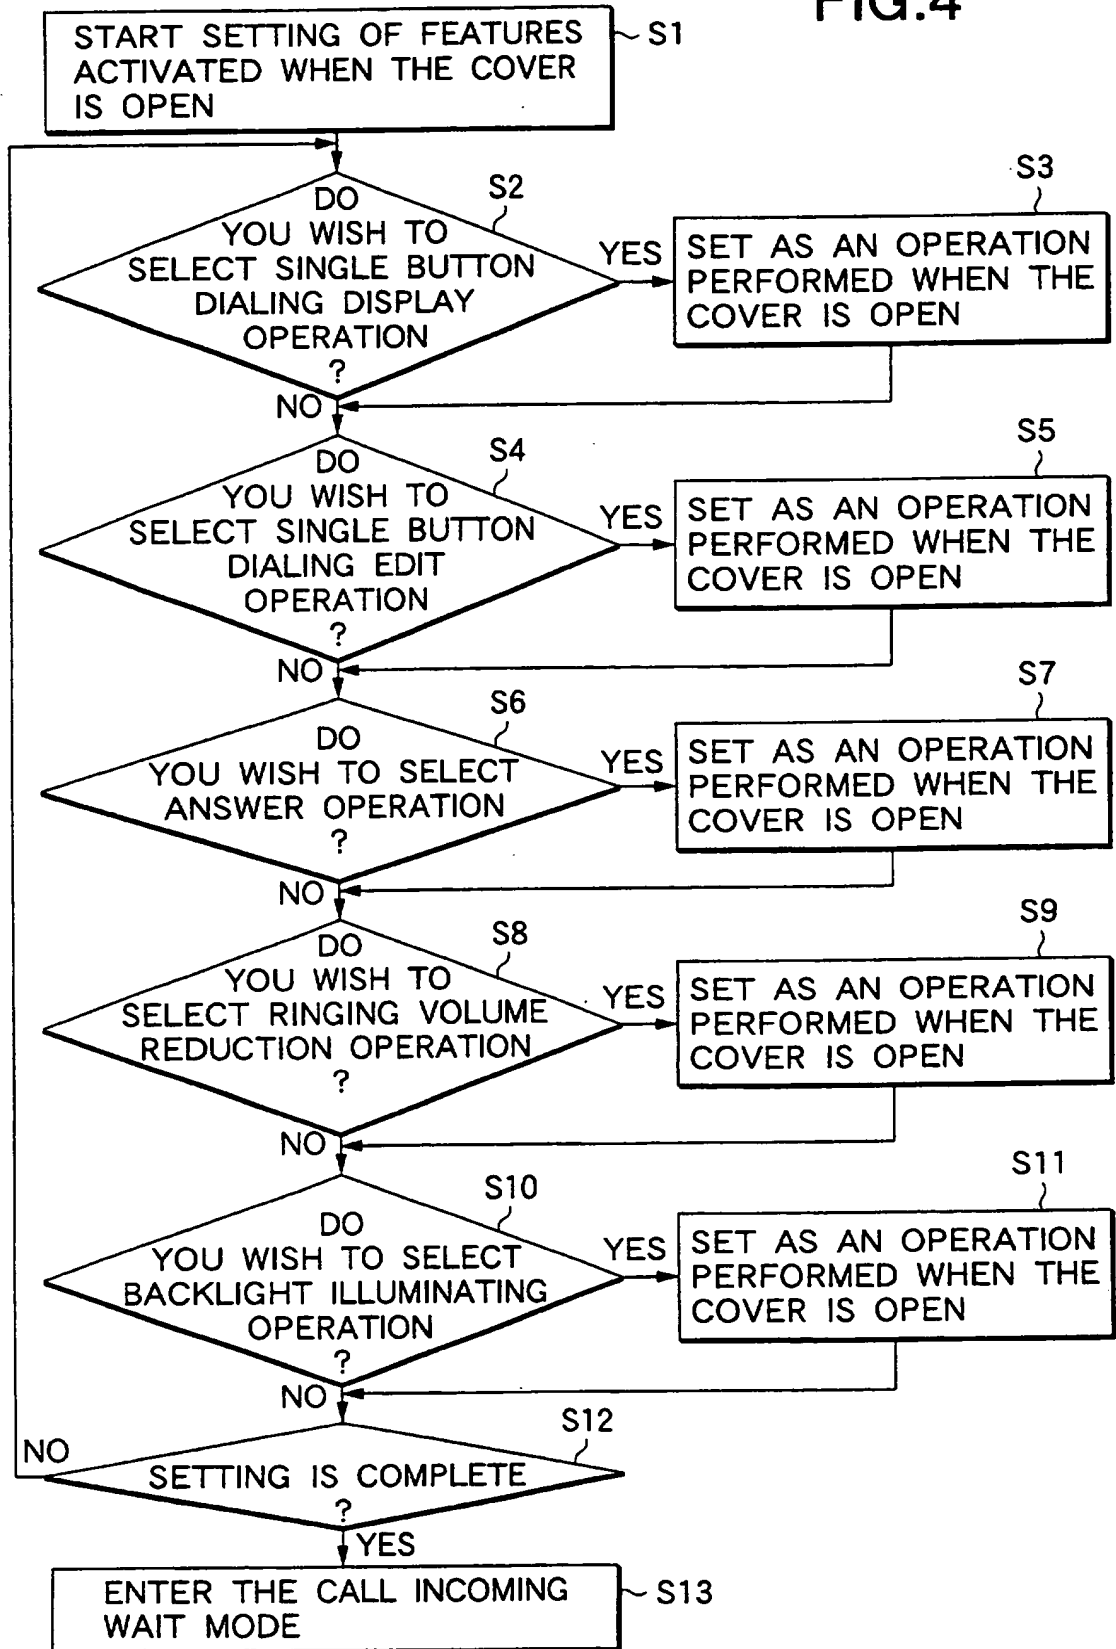 FIG.4
START SETTING OF FEATURES
ACTIVATED WHEN THE COVER
IS OPEN
S1
DO
YOU WISH TO
SELECT SINGLE BUTTON
DIALING DISPLAY
OPERATION
?
S2
YES
S3
SET AS AN OPERATION
PERFORMED WHEN THE
COVER IS OPEN
NO
DO
YOU WISH TO
SELECT SINGLE BUTTON
DIALING EDIT
OPERATION
?
S4
YES
S5
SET AS AN OPERATION
PERFORMED WHEN THE
COVER IS OPEN
NO
DO
YOU WISH TO SELECT
ANSWER OPERATION
?
S6
YES
S7
SET AS AN OPERATION
PERFORMED WHEN THE
COVER IS OPEN
NO
DO
YOU WISH TO
SELECT RINGING VOLUME
REDUCTION OPERATION
?
S8
YES
S9
SET AS AN OPERATION
PERFORMED WHEN THE
COVER IS OPEN
NO
DO
YOU WISH TO SELECT
BACKLIGHT ILLUMINATING
OPERATION
?
S10
YES
S11
SET AS AN OPERATION
PERFORMED WHEN THE
COVER IS OPEN
NO
S12
NO
SETTING IS COMPLETE
?
YES
ENTER THE CALL INCOMING
WAIT MODE
S13